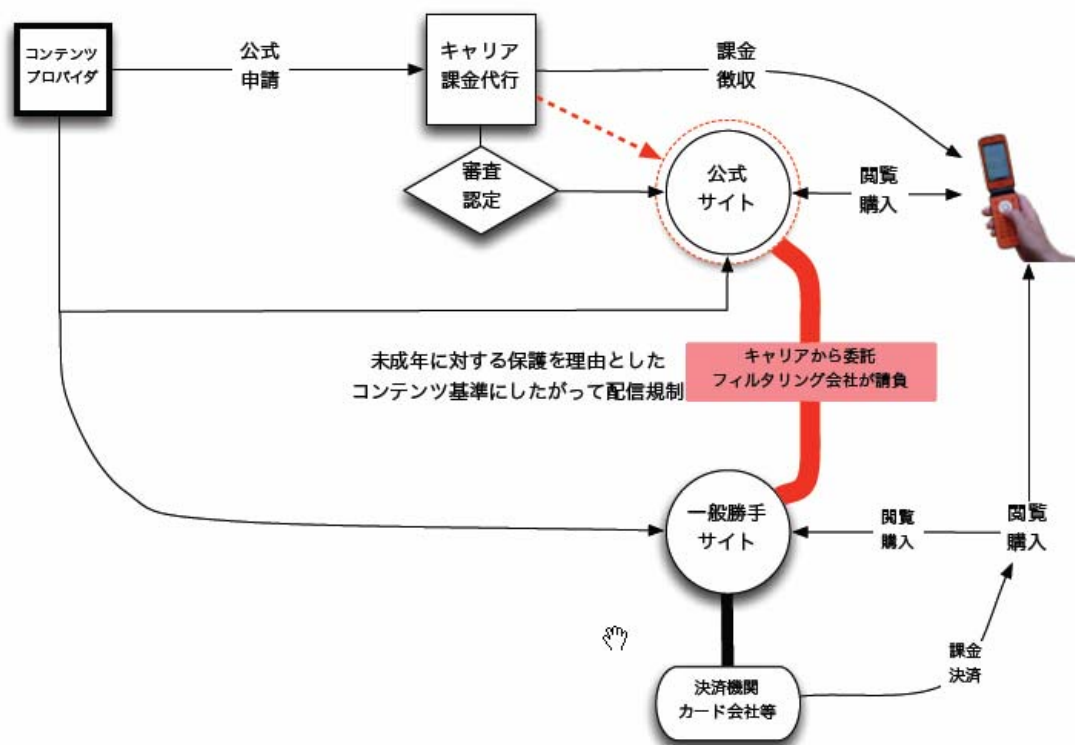 コンテンツ
プロバイダ
公式
申請
キャリア
課金代行
課金
徴収
審査
認定
公式
サイト
閲覧
購入
未成年に対する保護を理由とした
コンテンツ基準にしたがって配信規制
キャリアから委託
フィルタリング会社が請負
一般勝手
サイト
閲覧
購入
閲覧
購入
課金
決済
決済機関
カード会社等